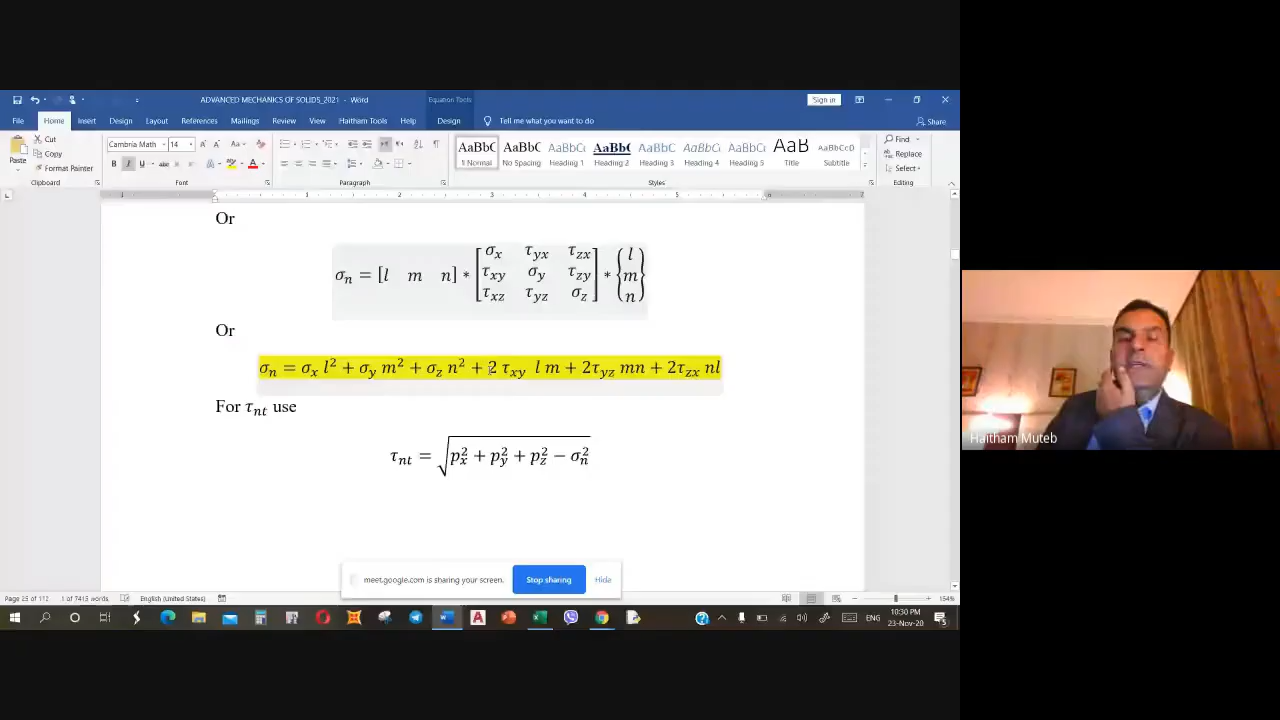 ADVANCED MECHANICS OF SOLIDS_2021 - Word
Equation Tools
Sign in
File Home Insert Design Layout References Mailings Review View Haitham Tools Help Design Tell me what you want to do
Share
Paste
Cut
Copy
Format Painter
Clipboard
Cambria Math 14
Font
Paragraph
AaBbC 1 Normal
AaBbC No Spacing
AaBbC Heading 1
AaBbC Heading 2
AaBbC Heading 3
AaBbC Heading 4
AaBbC Heading 5
AaB Title
AaBbCcD Subtitle
Styles
Find
Replace
Select
Editing
Or
σn = [l m n] * [σx τyx τzx
τxy σy τzy
τxz τyz σz] * {l
m
n}
Or
σn = σx l² + σy m² + σz n² + 2 τxy l m + 2τyz mn + 2τzx nl
For τnt use
τnt = √(px² + py² + pz² − σn²)
Haitham Muteb
meet.google.com is sharing your screen.
Stop sharing
Hide
English (United States)
154%
ENG
10:30 PM
23-Nov-20